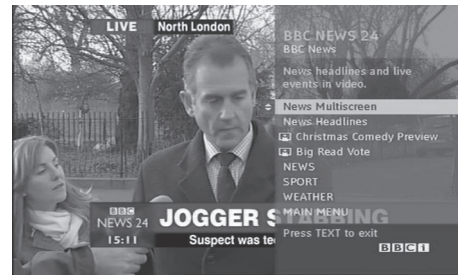 LIVE North London
BBC NEWS 24
BBC News
News headlines and live
events in video.
News Multiscreen
News Headlines
Christmas Comedy Preview
Big Read Vote
NEWS
SPORT
WEATHER
MAIN MENU
Press TEXT to exit
BBCi
BBC
NEWS 24
15:11
JOGGER STABBING
Suspect was